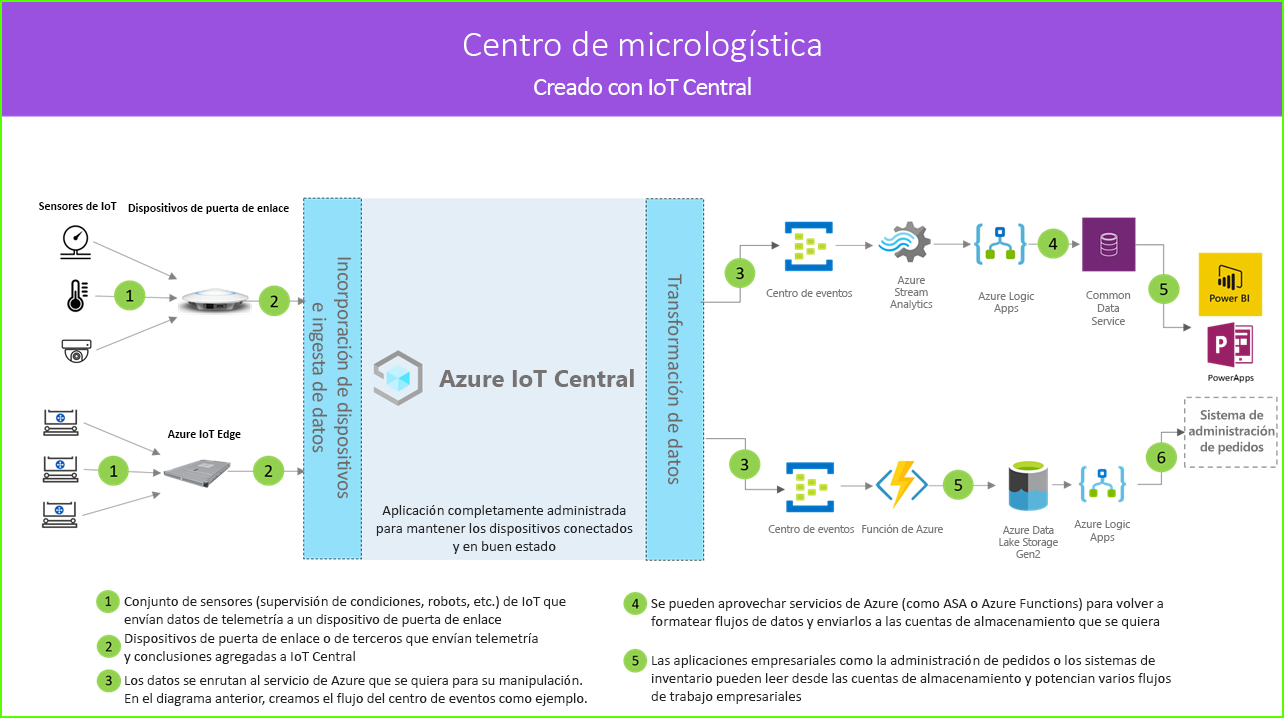 Centro de micrologística
Creado con IoT Central
Sensores de IoT
Dispositivos de puerta de enlace
1
2
Azure IoT Edge
1
2
Incorporación de dispositivos
e ingesta de datos
Azure IoT Central
Aplicación completamente administrada
para mantener los dispositivos conectados
y en buen estado
Transformación de datos
3
Centro de eventos
Azure
Stream
Analytics
Azure Logic
Apps
4
Common
Data
Service
5
Power BI
P
PowerApps
3
Centro de eventos
Función de Azure
5
Azure Data
Lake Storage
Gen2
Azure Logic
Apps
6
Sistema de
administración
de pedidos
1 Conjunto de sensores (supervisión de condiciones, robots, etc.) de IoT que
envían datos de telemetría a un dispositivo de puerta de enlace
2 Dispositivos de puerta de enlace o de terceros que envían telemetría
y conclusiones agregadas a IoT Central
3 Los datos se enrutan al servicio de Azure que se quiera para su manipulación.
En el diagrama anterior, creamos el flujo del centro de eventos como ejemplo.
4 Se pueden aprovechar servicios de Azure (como ASA o Azure Functions) para volver a
formatear flujos de datos y enviarlos a las cuentas de almacenamiento que se quiera
5 Las aplicaciones empresariales como la administración de pedidos o los sistemas de
inventario pueden leer desde las cuentas de almacenamiento y potencian varios flujos
de trabajo empresariales